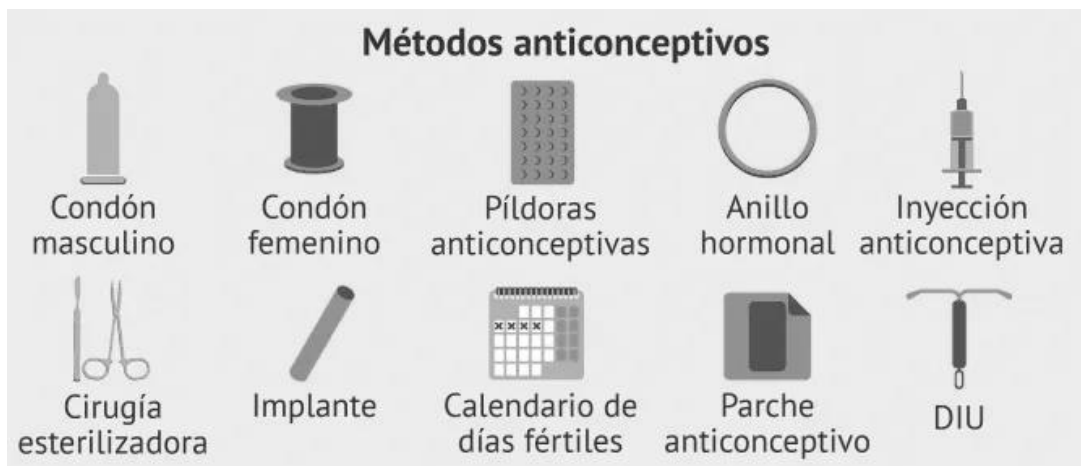 Métodos anticonceptivos
Condón
masculino
Condón
femenino
Píldoras
anticonceptivas
Anillo
hormonal
Inyección
anticonceptiva
Cirugía
esterilizadora
Implante
Calendario de
días fértiles
Parche
anticonceptivo
DIU